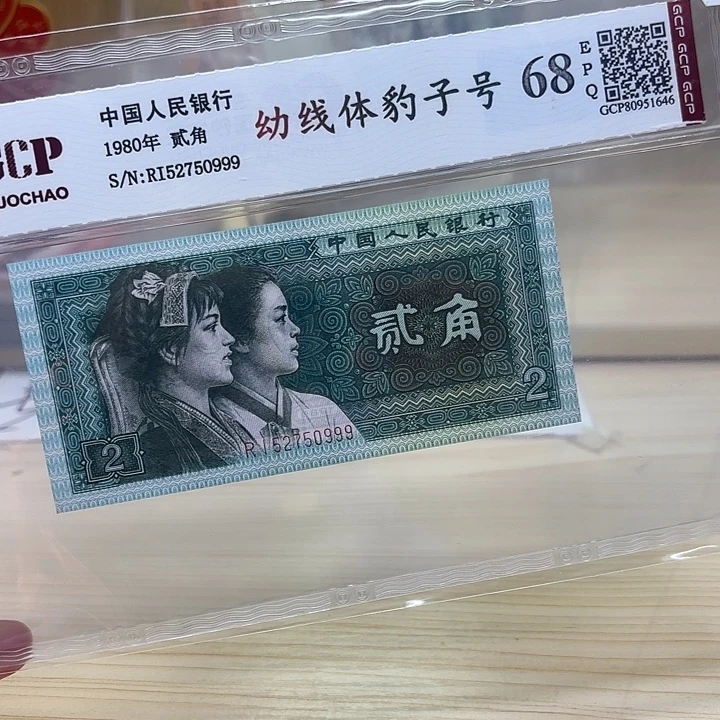 中国人民银行
1980年 贰角
S/N:RI52750999
幼线体豹子号
68
EPQ
GCP80951646
GCP GCP GCP
GCP
JOCHAO
中国人民银行
贰角
2
2
RI52750999